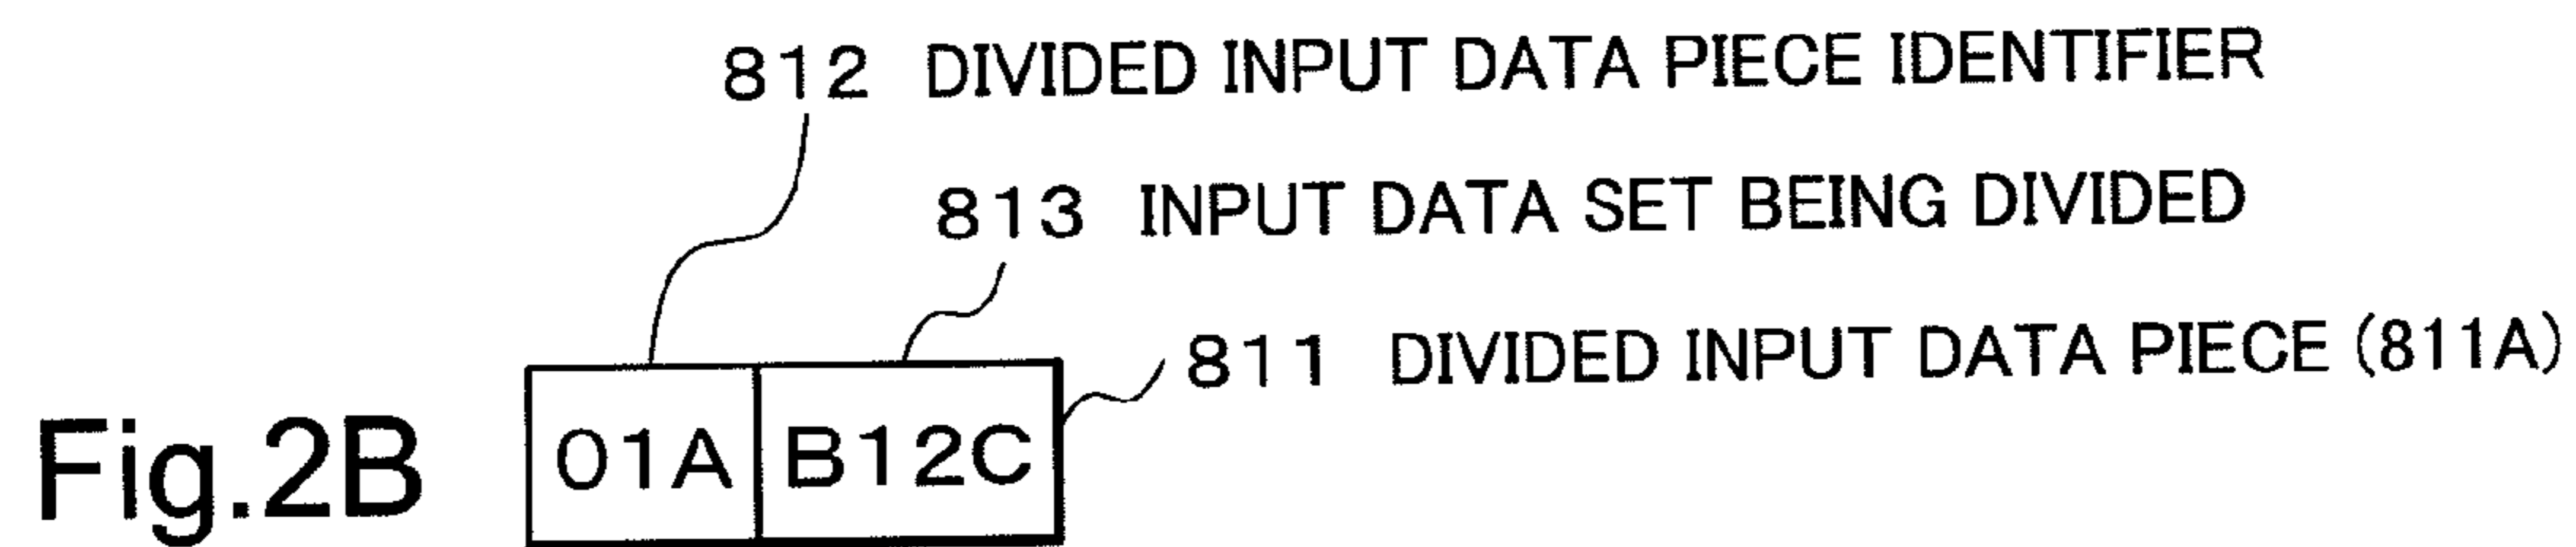 812 DIVIDED INPUT DATA PIECE IDENTIFIER
813 INPUT DATA SET BEING DIVIDED
811 DIVIDED INPUT DATA PIECE (811A)
Fig.2B 01A B12C